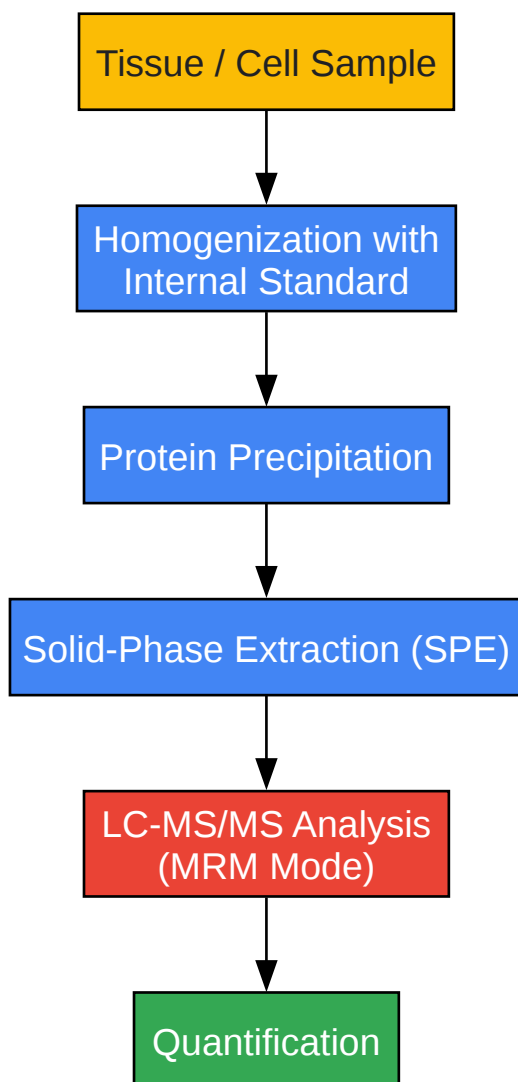 Tissue / Cell Sample
Homogenization with
Internal Standard
Protein Precipitation
Solid-Phase Extraction (SPE)
LC-MS/MS Analysis
(MRM Mode)
Quantification